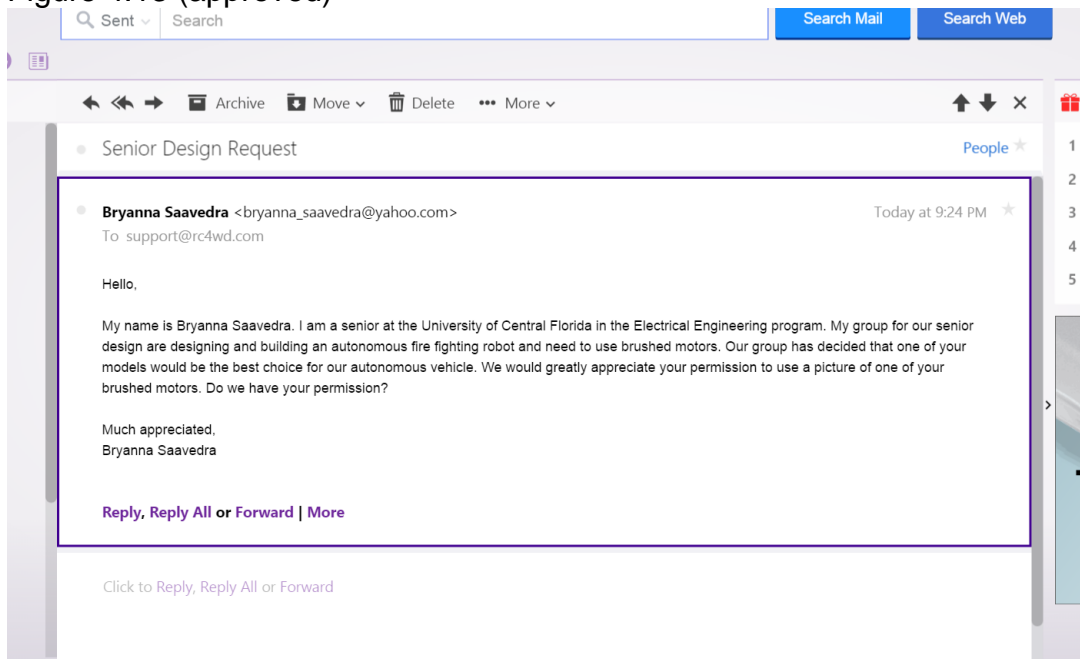 Sent Search Search Mail Search Web
Archive Move Delete ••• More
Senior Design Request People
1
2
3
4
5
Bryanna Saavedra <bryanna_saavedra@yahoo.com> Today at 9:24 PM
To support@rc4wd.com
Hello,
My name is Bryanna Saavedra. I am a senior at the University of Central Florida in the Electrical Engineering program. My group for our senior
design are designing and building an autonomous fire fighting robot and need to use brushed motors. Our group has decided that one of your
models would be the best choice for our autonomous vehicle. We would greatly appreciate your permission to use a picture of one of your
brushed motors. Do we have your permission?
Much appreciated,
Bryanna Saavedra
Reply, Reply All or Forward | More
Click to Reply, Reply All or Forward